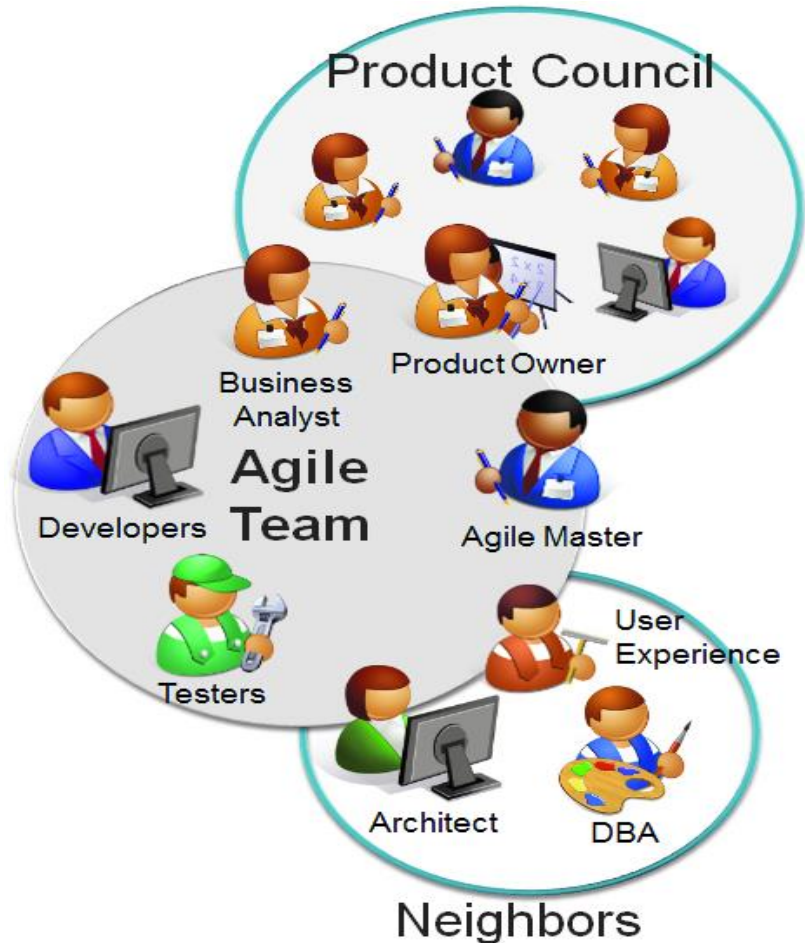 Product Council
Product Owner
Business
Analyst
Agile
Team
Developers
Agile Master
Testers
User
Experience
Architect
DBA
Neighbors